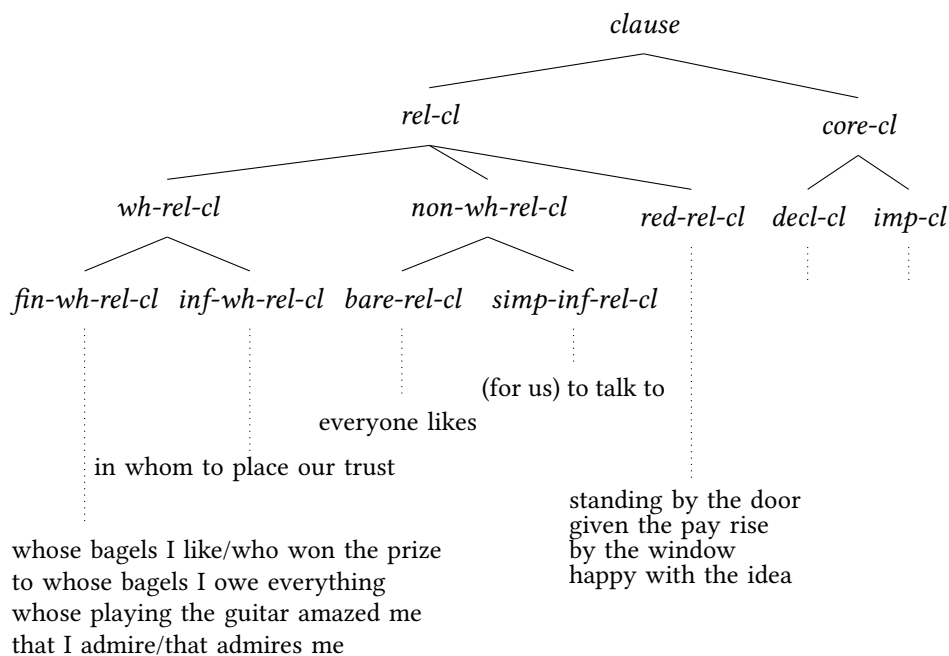 clause
rel-cl
core-cl
wh-rel-cl
non-wh-rel-cl
red-rel-cl
decl-cl
imp-cl
fin-wh-rel-cl
inf-wh-rel-cl
bare-rel-cl
simp-inf-rel-cl
(for us) to talk to
everyone likes
in whom to place our trust
standing by the door
given the pay rise
by the window
happy with the idea
whose bagels I like/who won the prize
to whose bagels I owe everything
whose playing the guitar amazed me
that I admire/that admires me